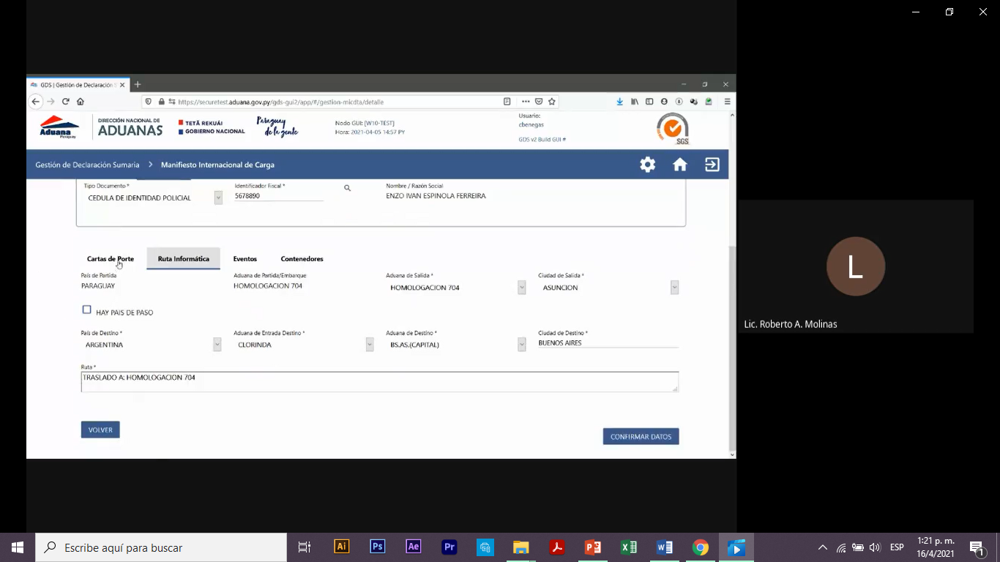 GDS | Gestión de Declaración S
https://securetest.aduana.gov.py/gds-gui2/app/#/gestion-micdta/detalle
Aduana
Paraguay
DIRECCIÓN NACIONAL DE
ADUANAS
TETÃ REKUÁI
GOBIERNO NACIONAL
Paraguay
de la gente
Nodo GUI: [W10-TEST]
Hora: 2021-04-05 14:57 PY
Usuario:
cbenegas
GDS v2 Build GUI #
SGS
Gestión de Declaración Sumaria > Manifiesto Internacional de Carga
Tipo Documento * Identificador Fiscal * Nombre / Razón Social
CEDULA DE IDENTIDAD POLICIAL 5678890 ENZO IVAN ESPINOLA FERREIRA
Cartas de Porte Ruta Informática Eventos Contenedores
País de Partida Aduana de Partida/Embarque Aduana de Salida * Ciudad de Salida *
PARAGUAY HOMOLOGACION 704 HOMOLOGACION 704 ASUNCION
HAY PAIS DE PASO
País de Destino * Aduana de Entrada Destino * Aduana de Destino * Ciudad de Destino *
ARGENTINA CLORINDA BS.AS.(CAPITAL) BUENOS AIRES
Ruta *
TRASLADO A: HOMOLOGACION 704
VOLVER
CONFIRMAR DATOS
L
Lic. Roberto A. Molinas
Escribe aquí para buscar
Ai
Ps
Ae
Pr
ESP
1:21 p. m.
16/4/2021
1